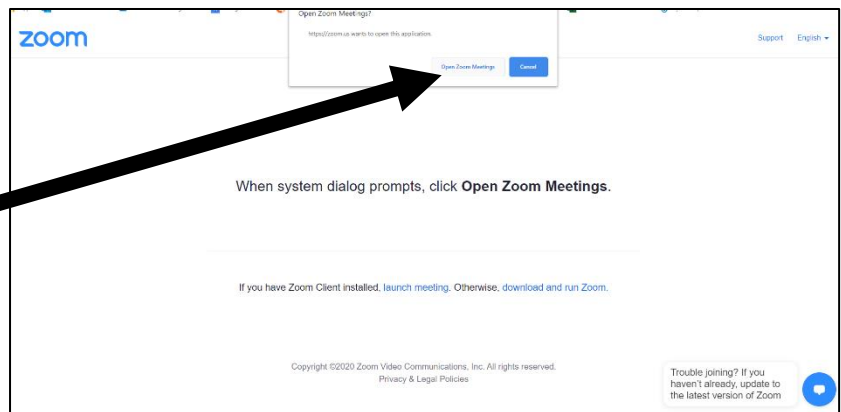 Open Zoom Meetings?
https://zoom.us wants to open this application.
Open Zoom Meetings Cancel
zoom
Support English
When system dialog prompts, click Open Zoom Meetings.
If you have Zoom Client installed, launch meeting. Otherwise, download and run Zoom.
Copyright ©2020 Zoom Video Communications, Inc. All rights reserved.
Privacy & Legal Policies
Trouble joining? If you
haven't already, update to
the latest version of Zoom